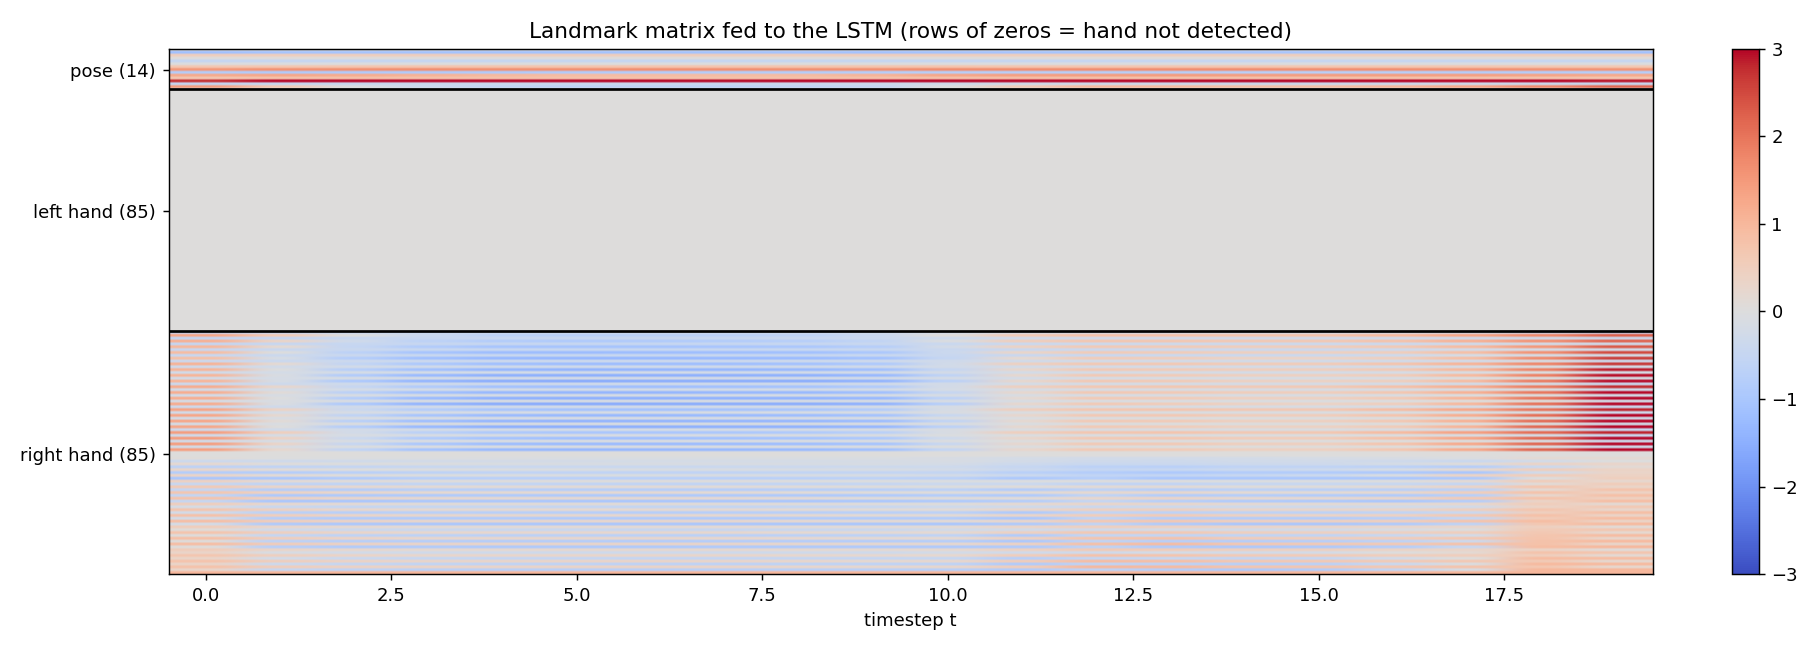 Landmark matrix fed to the LSTM (rows of zeros = hand not detected)
pose (14)
left hand (85)
right hand (85)
0.0 2.5 5.0 7.5 10.0 12.5 15.0 17.5
timestep t
3
2
1
0
−1
−2
−3